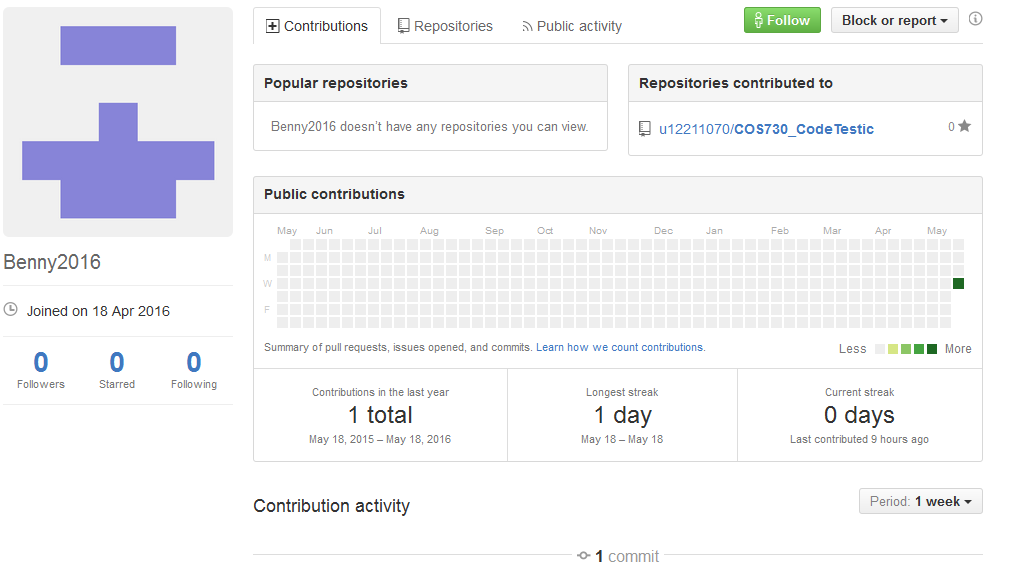 Contributions Repositories Public activity Follow Block or report
Popular repositories
Benny2016 doesn't have any repositories you can view.
Repositories contributed to
u12211070/COS730_CodeTestic 0
Public contributions
May Jun Jul Aug Sep Oct Nov Dec Jan Feb Mar Apr May
M
W
F
Summary of pull requests, issues opened, and commits. Learn how we count contributions. Less More
Contributions in the last year
1 total
May 18, 2015 – May 18, 2016
Longest streak
1 day
May 18 – May 18
Current streak
0 days
Last contributed 9 hours ago
Contribution activity Period: 1 week
1 commit
Benny2016
Joined on 18 Apr 2016
0 0 0
Followers Starred Following